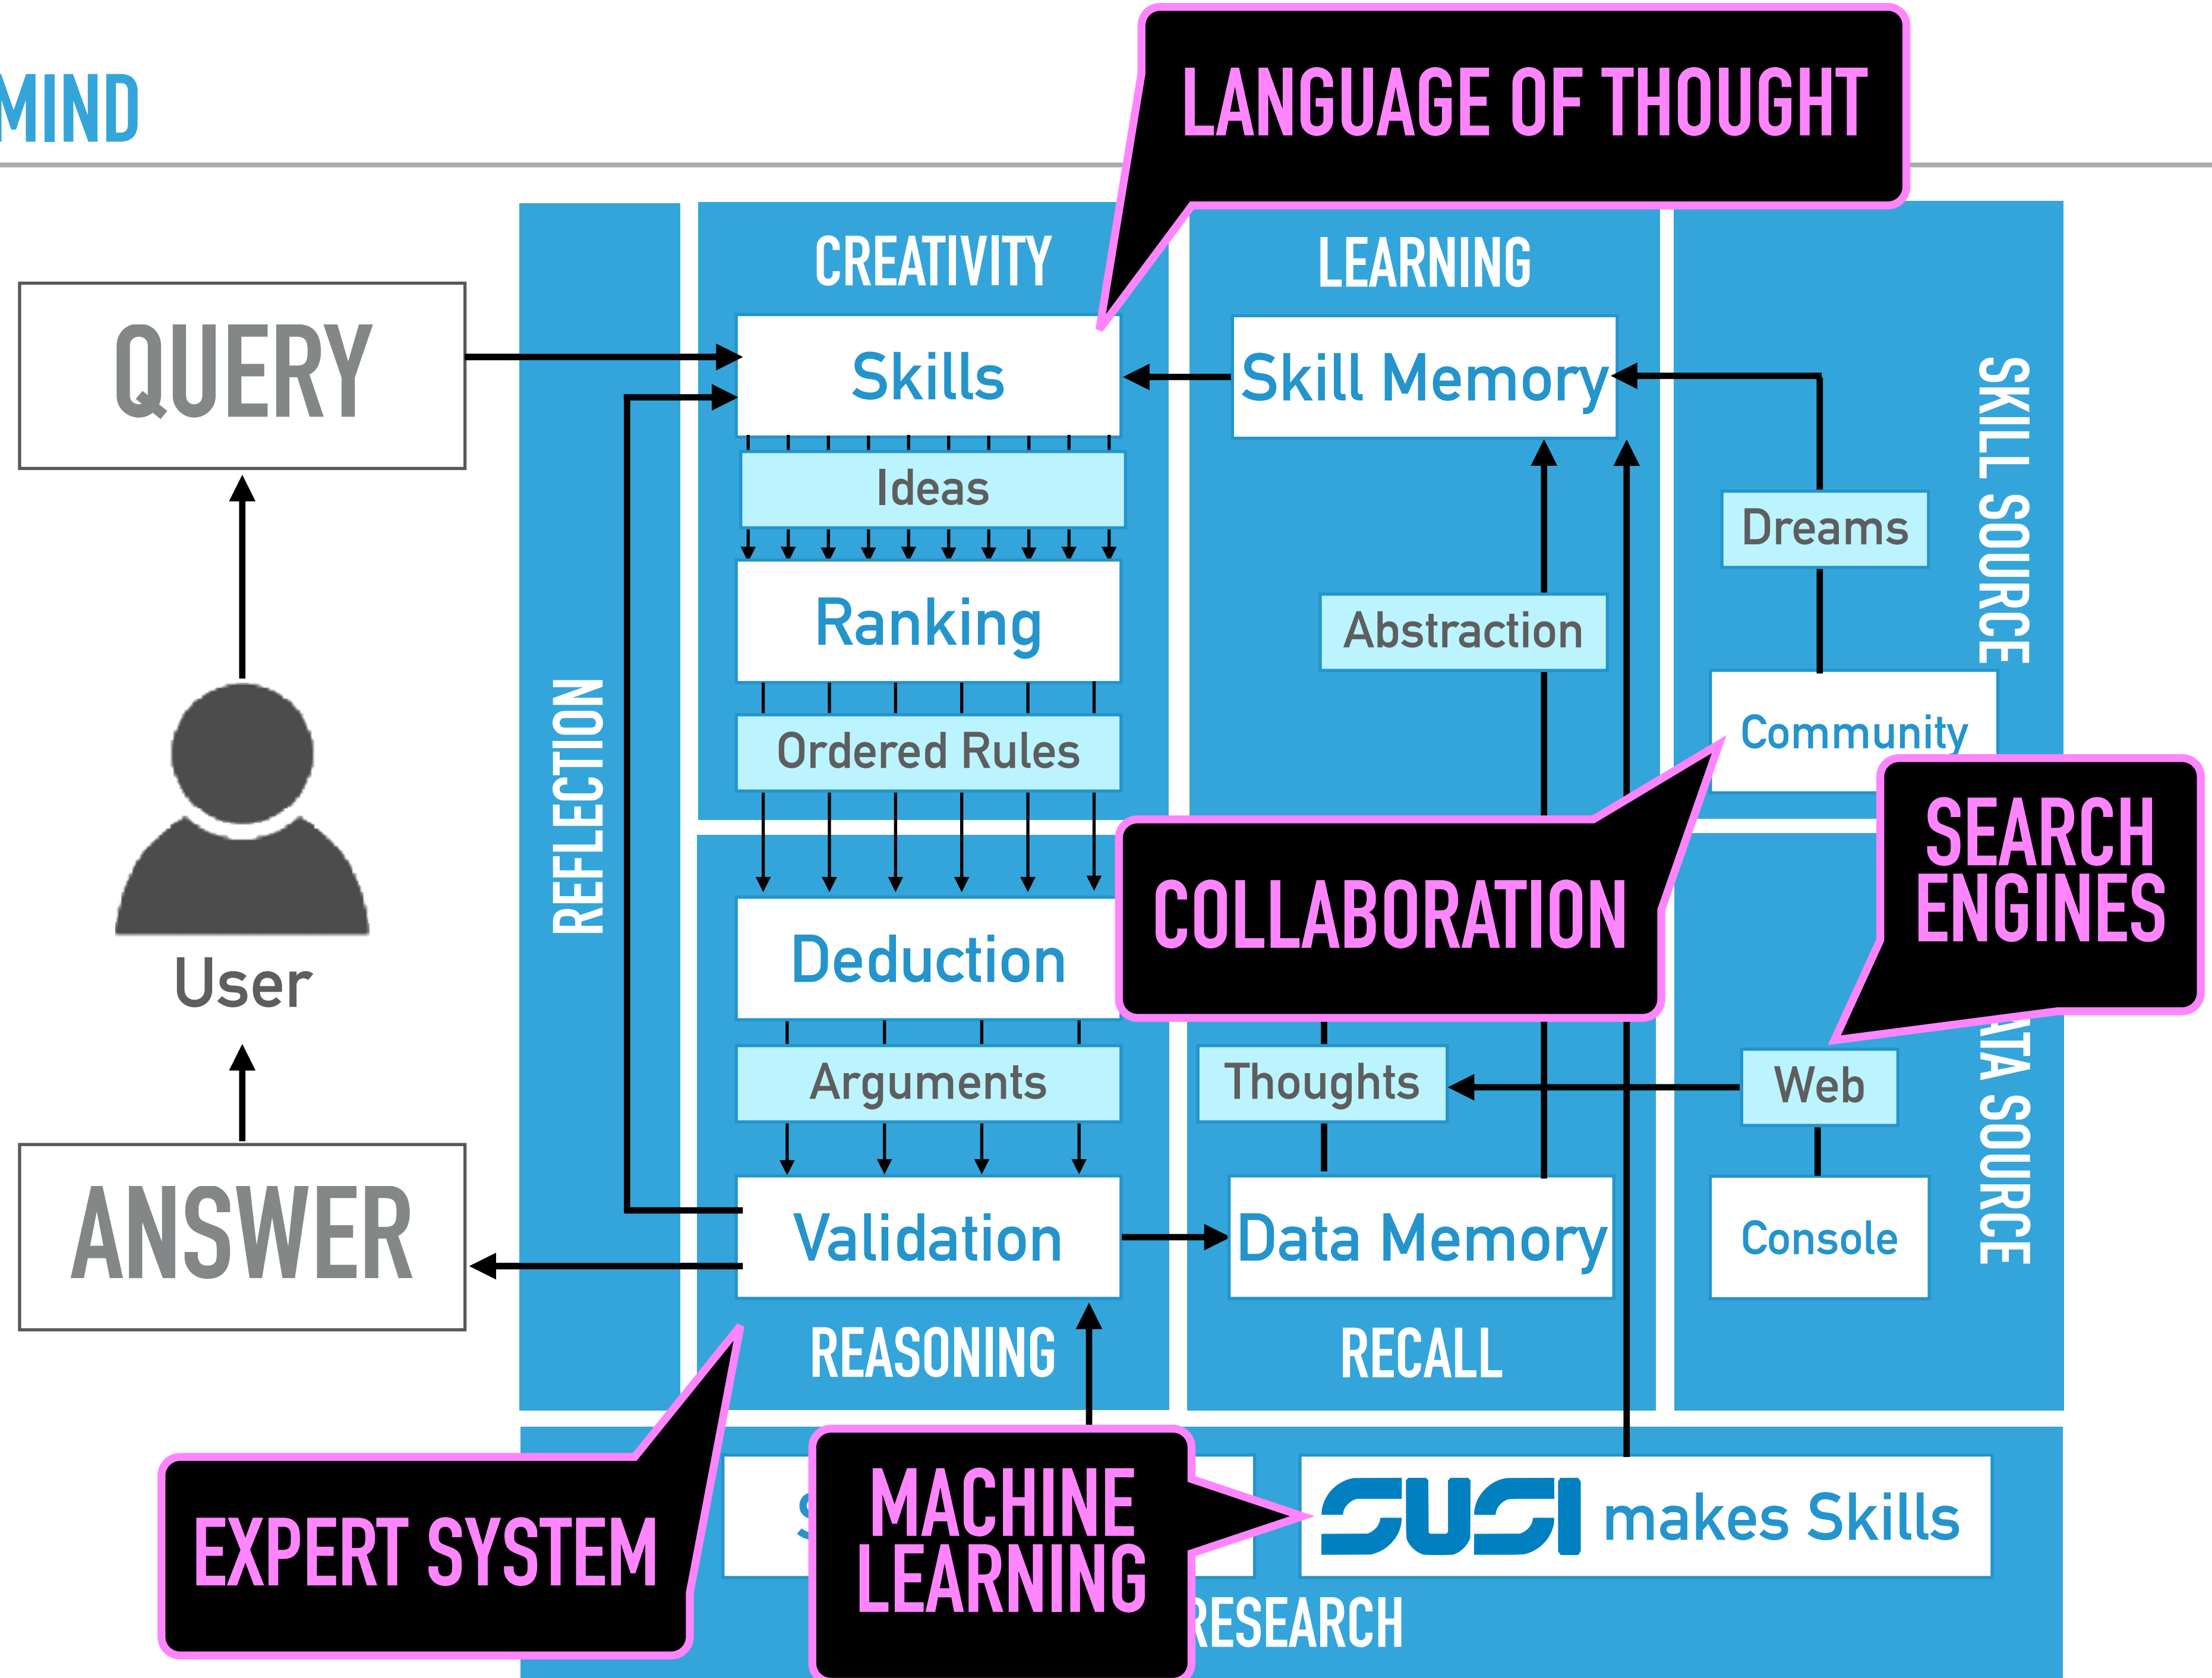 MIND
LANGUAGE OF THOUGHT
CREATIVITY
LEARNING
QUERY
Skills
Skill Memory
SKILL SOURCE
Ideas
Dreams
Ranking
Abstraction
REFLECTION
Ordered Rules
Community
SEARCH
ENGINES
COLLABORATION
Deduction
User
Arguments
Thoughts
Web
SOURCE
ANSWER
Validation
Data Memory
Console
REASONING
RECALL
EXPERT SYSTEM
MACHINE
LEARNING
SUSI makes Skills
RESEARCH